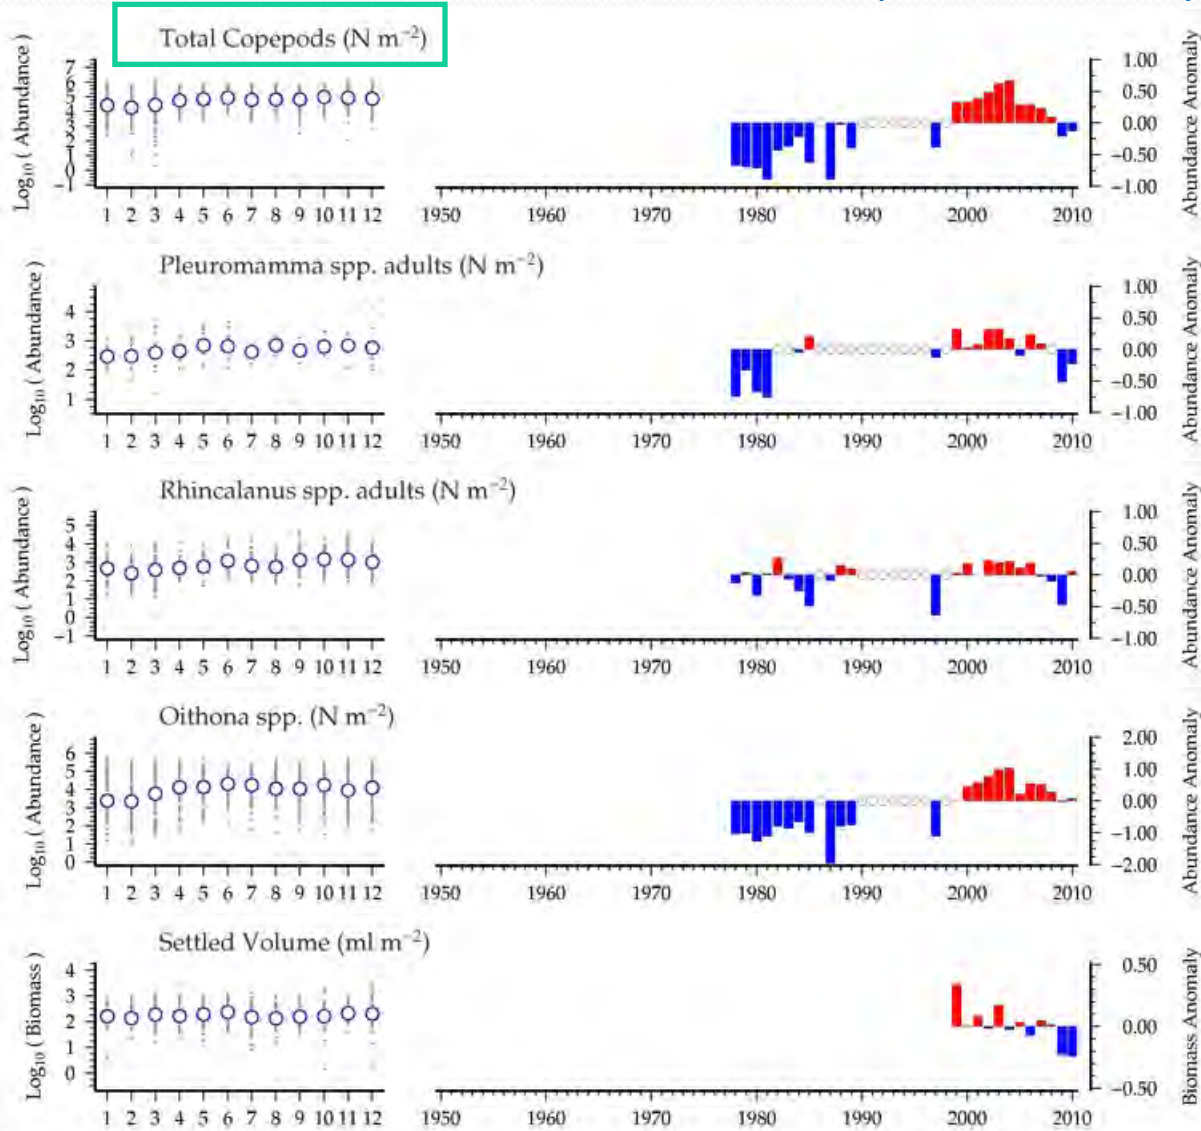 Total Copepods (N m⁻²)
Log₁₀ ( Abundance )
7
6
5
4
3
2
1
0
−1
1 2 3 4 5 6 7 8 9 10 11 12
1950 1960 1970 1980 1990 2000 2010
1.00
0.50
0.00
−0.50
−1.00
Abundance Anomaly
Pleuromamma spp. adults (N m⁻²)
Log₁₀ ( Abundance )
4
3
2
1
1 2 3 4 5 6 7 8 9 10 11 12
1950 1960 1970 1980 1990 2000 2010
1.00
0.50
0.00
−0.50
−1.00
Abundance Anomaly
Rhincalanus spp. adults (N m⁻²)
Log₁₀ ( Abundance )
5
4
3
2
1
0
−1
1 2 3 4 5 6 7 8 9 10 11 12
1950 1960 1970 1980 1990 2000 2010
1.00
0.50
0.00
−0.50
−1.00
Abundance Anomaly
Oithona spp. (N m⁻²)
Log₁₀ ( Abundance )
6
5
4
3
2
1
0
1 2 3 4 5 6 7 8 9 10 11 12
1950 1960 1970 1980 1990 2000 2010
2.00
1.00
0.00
−1.00
−2.00
Abundance Anomaly
Settled Volume (ml m⁻²)
Log₁₀ ( Biomass )
4
3
2
1
0
1 2 3 4 5 6 7 8 9 10 11 12
1950 1960 1970 1980 1990 2000 2010
0.50
0.00
−0.50
Biomass Anomaly